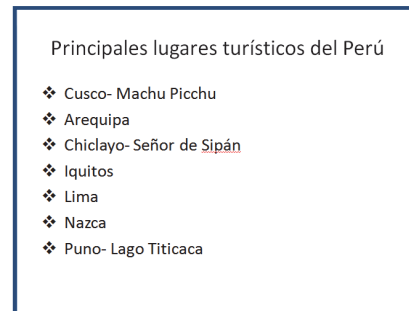 Principales lugares turísticos del Perú
❖ Cusco- Machu Picchu
❖ Arequipa
❖ Chiclayo- Señor de Sipán
❖ Iquitos
❖ Lima
❖ Nazca
❖ Puno- Lago Titicaca